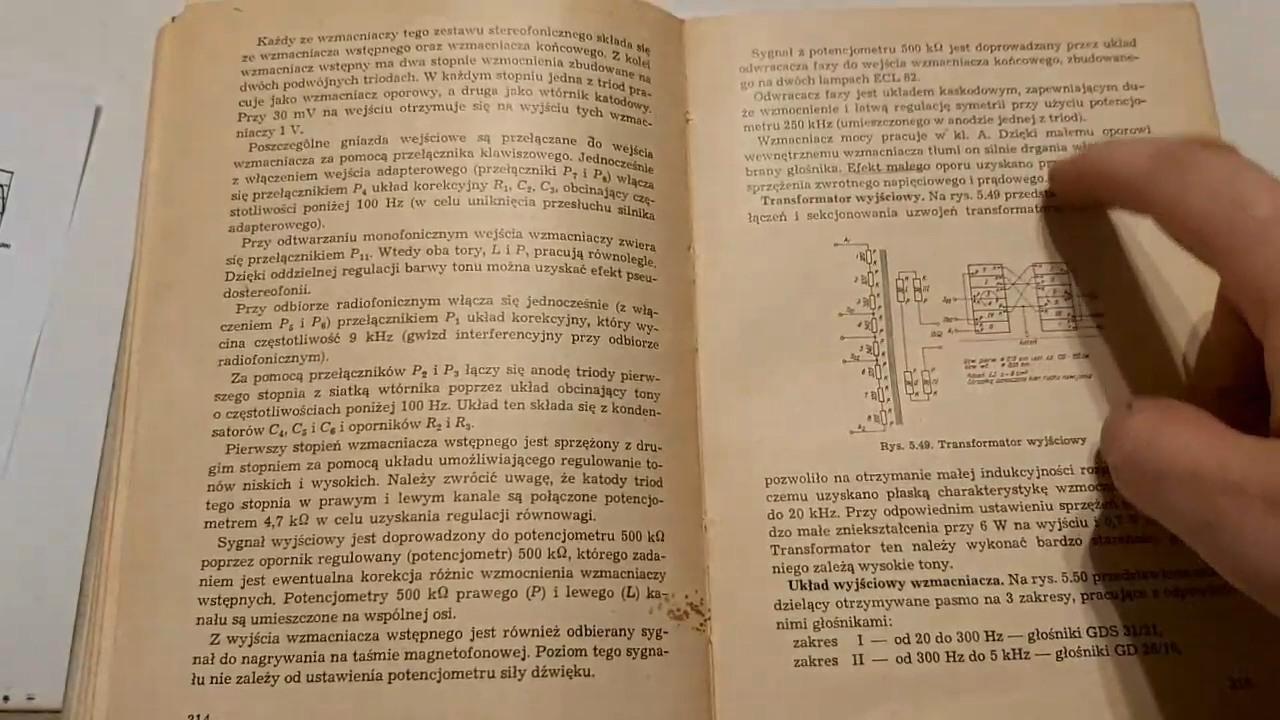 Każdy ze wzmacniaczy tego zestawu stereofonicznego składa się
ze wzmacniacza wstępnego oraz wzmacniacza końcowego. Z kolei
wzmacniacz wstępny ma dwa stopnie wzmocnienia zbudowane na
dwóch podwójnych triodach. W każdym stopniu jedna z triod pra-
cuje jako wzmacniacz oporowy, a druga jako wtórnik katodowy.
Przy 30 mV na wejściu otrzymuje się na wyjściu tych wzmac-
niaczy 1 V.
Poszczególne gniazda wejściowe są przełączane do wejścia
wzmacniacza za pomocą przełącznika klawiszowego. Jednocześnie
z włączeniem wejścia adapterowego (przełączniki P₇ i P₈) włącza
się przełącznikiem P₄ układ korekcyjny R₁, C₂, C₃, obcinający czę-
stotliwości poniżej 100 Hz (w celu uniknięcia przesłuchu silnika
adapterowego).
Przy odtwarzaniu monofonicznym wejścia wzmacniaczy zwiera
się przełącznikiem P₁₁. Wtedy oba tory, L i P, pracują równolegle.
Dzięki oddzielnej regulacji barwy tonu można uzyskać efekt pseu-
dostereofonii.
Przy odbiorze radiofonicznym włącza się jednocześnie (z włą-
czeniem P₅ i P₆) przełącznikiem P₁ układ korekcyjny, który wy-
cina częstotliwość 9 kHz (gwizd interferencyjny przy odbiorze
radiofonicznym).
Za pomocą przełączników P₂ i P₃ łączy się anodę triody pierw-
szego stopnia z siatką wtórnika poprzez układ obcinający tony
o częstotliwościach poniżej 100 Hz. Układ ten składa się z konden-
satorów C₄, C₅ i C₆ i oporników R₂ i R₃.
Pierwszy stopień wzmacniacza wstępnego jest sprzężony z dru-
gim stopniem za pomocą układu umożliwiającego regulowanie to-
nów niskich i wysokich. Należy zwrócić uwagę, że katody triod
tego stopnia w prawym i lewym kanale są połączone potencjo-
metrem 4,7 kΩ w celu uzyskania regulacji równowagi.
Sygnał wyjściowy jest doprowadzony do potencjometru 500 kΩ
poprzez opornik regulowany (potencjometr) 500 kΩ, którego zada-
niem jest ewentualna korekcja różnic wzmocnienia wzmacniaczy
wstępnych. Potencjometry 500 kΩ prawego (P) i lewego (L) ka-
nału są umieszczone na wspólnej osi.
Z wyjścia wzmacniacza wstępnego jest również odbierany syg-
nał do nagrywania na taśmie magnetofonowej. Poziom tego sygna-
łu nie zależy od ustawienia potencjometru siły dźwięku.
214
Sygnał z potencjometru 500 kΩ jest doprowadzany przez układ
odwracacza fazy do wejścia wzmacniacza końcowego, zbudowane-
go na dwóch lampach ECL 82.
Odwracacz fazy jest układem kaskodowym, zapewniającym du-
że wzmocnienie i łatwą regulację symetrii przy użyciu potencjo-
metru 250 kHz (umieszczonego w anodzie jednej z triod).
Wzmacniacz mocy pracuje w kl. A. Dzięki małemu oporowi
wewnętrznemu wzmacniacza tłumi on silnie drgania
brany głośnika. Efekt małego oporu uzyskano
sprzężenia zwrotnego napięciowego i prądowego.
Transformator wyjściowy. Na rys. 5.49
łączeń i sekcjonowania uzwojeń
Rys. 5.49. Transformator wyjściowy
pozwoliło na otrzymanie małej indukcyjności
czemu uzyskano płaską charakterystykę
do 20 kHz. Przy odpowiednim ustawieniu
dzo małe zniekształcenia przy 6 W na wyjściu
Transformator ten należy wykonać bardzo
niego zależą wysokie tony.
Układ wyjściowy wzmacniacza. Na rys. 5.50
dzielący otrzymywane pasmo na 3 zakresy,
nimi głośnikami:
zakres I — od 20 do 300 Hz — głośniki GDS 31/21,
zakres II — od 300 Hz do 5 kHz — głośniki GD